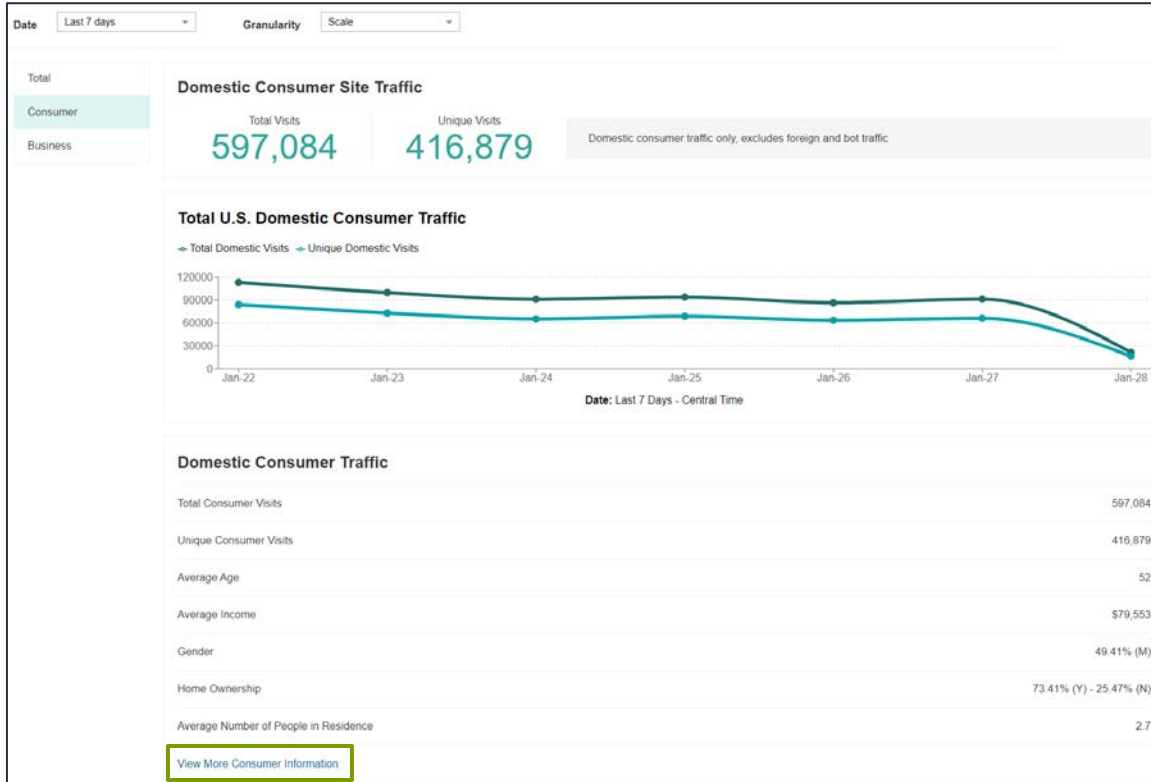 Date Last 7 days Granularity Scale
Total
Consumer
Business
Domestic Consumer Site Traffic
Total Visits Unique Visits
597,084 416,879
Domestic consumer traffic only, excludes foreign and bot traffic
Total U.S. Domestic Consumer Traffic
Total Domestic Visits Unique Domestic Visits
120000
90000
60000
30000
0
Jan-22 Jan-23 Jan-24 Jan-25 Jan-26 Jan-27 Jan-28
Date: Last 7 Days - Central Time
Domestic Consumer Traffic
Total Consumer Visits 597,084
Unique Consumer Visits 416,879
Average Age 52
Average Income $79,553
Gender 49.41% (M)
Home Ownership 73.41% (Y) - 25.47% (N)
Average Number of People in Residence 2.7
View More Consumer Information